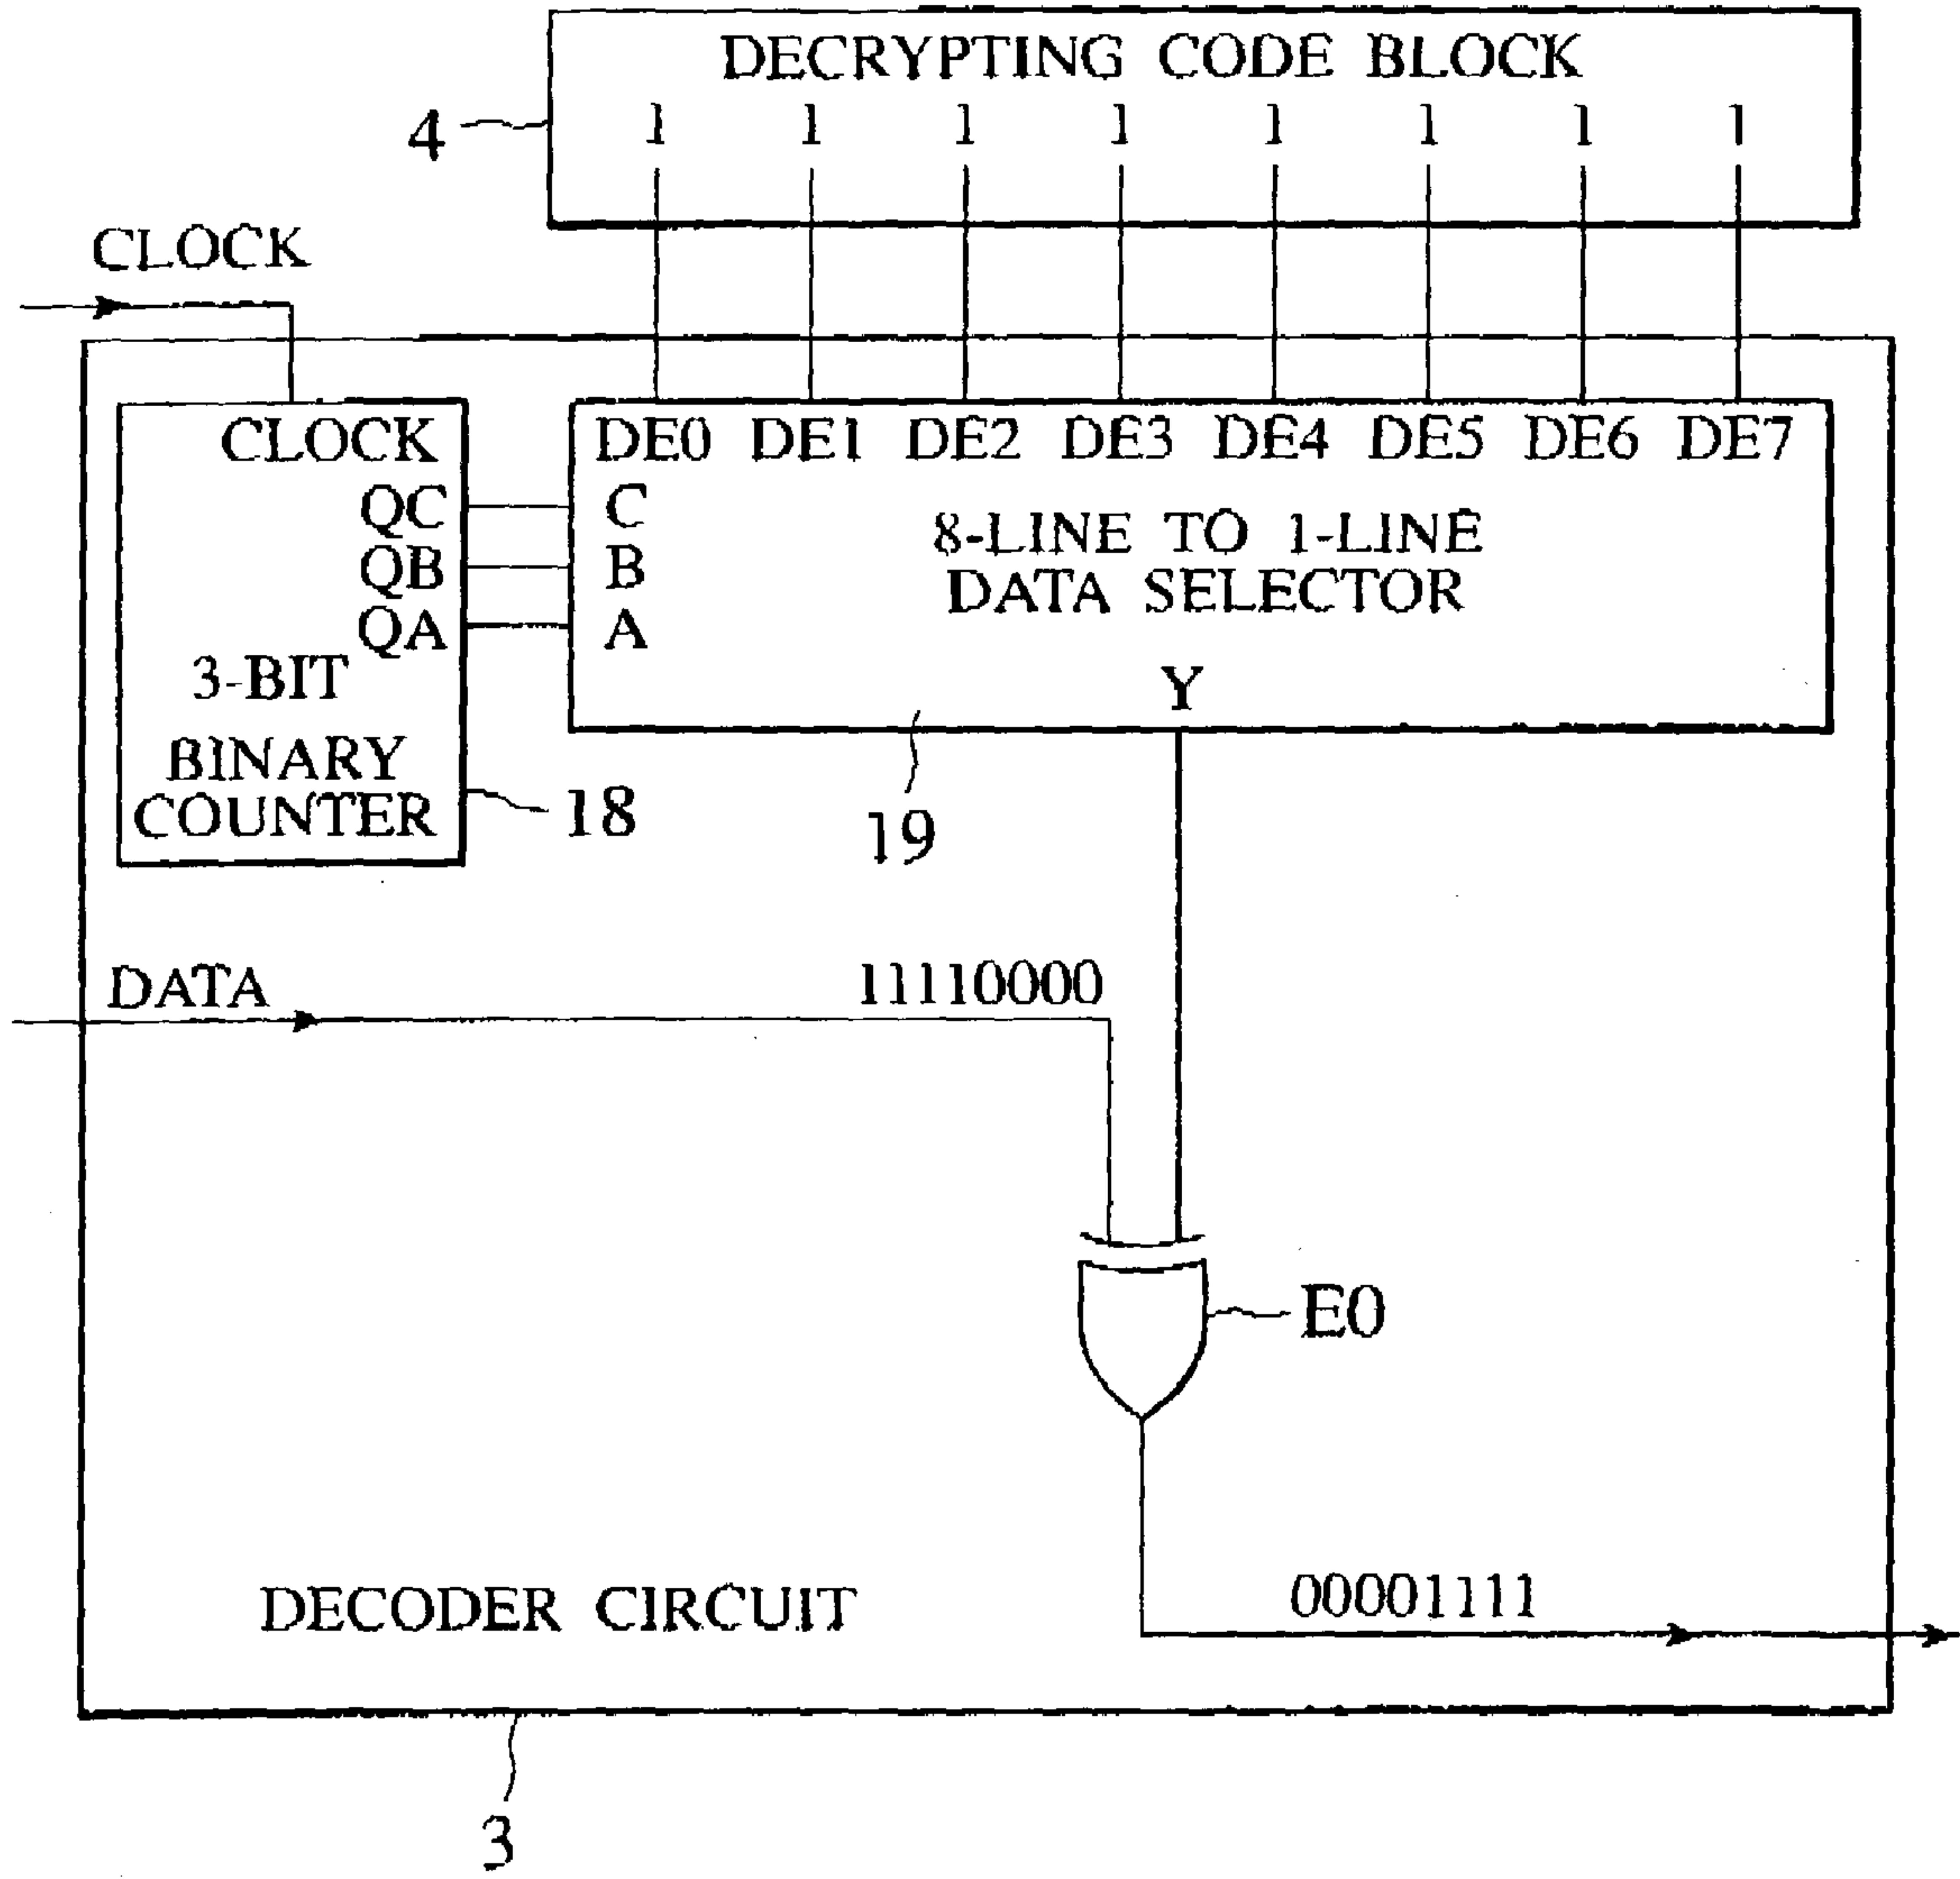 DECRYPTING CODE BLOCK
1 1 1 1 1 1 1 1
4
CLOCK
CLOCK
QC
QB
QA
3-BIT
BINARY
COUNTER
18
DE0 DE1 DE2 DE3 DE4 DE5 DE6 DE7
C
B
A
8-LINE TO 1-LINE
DATA SELECTOR
Y
19
DATA
11110000
E0
DECODER CIRCUIT
00001111
3